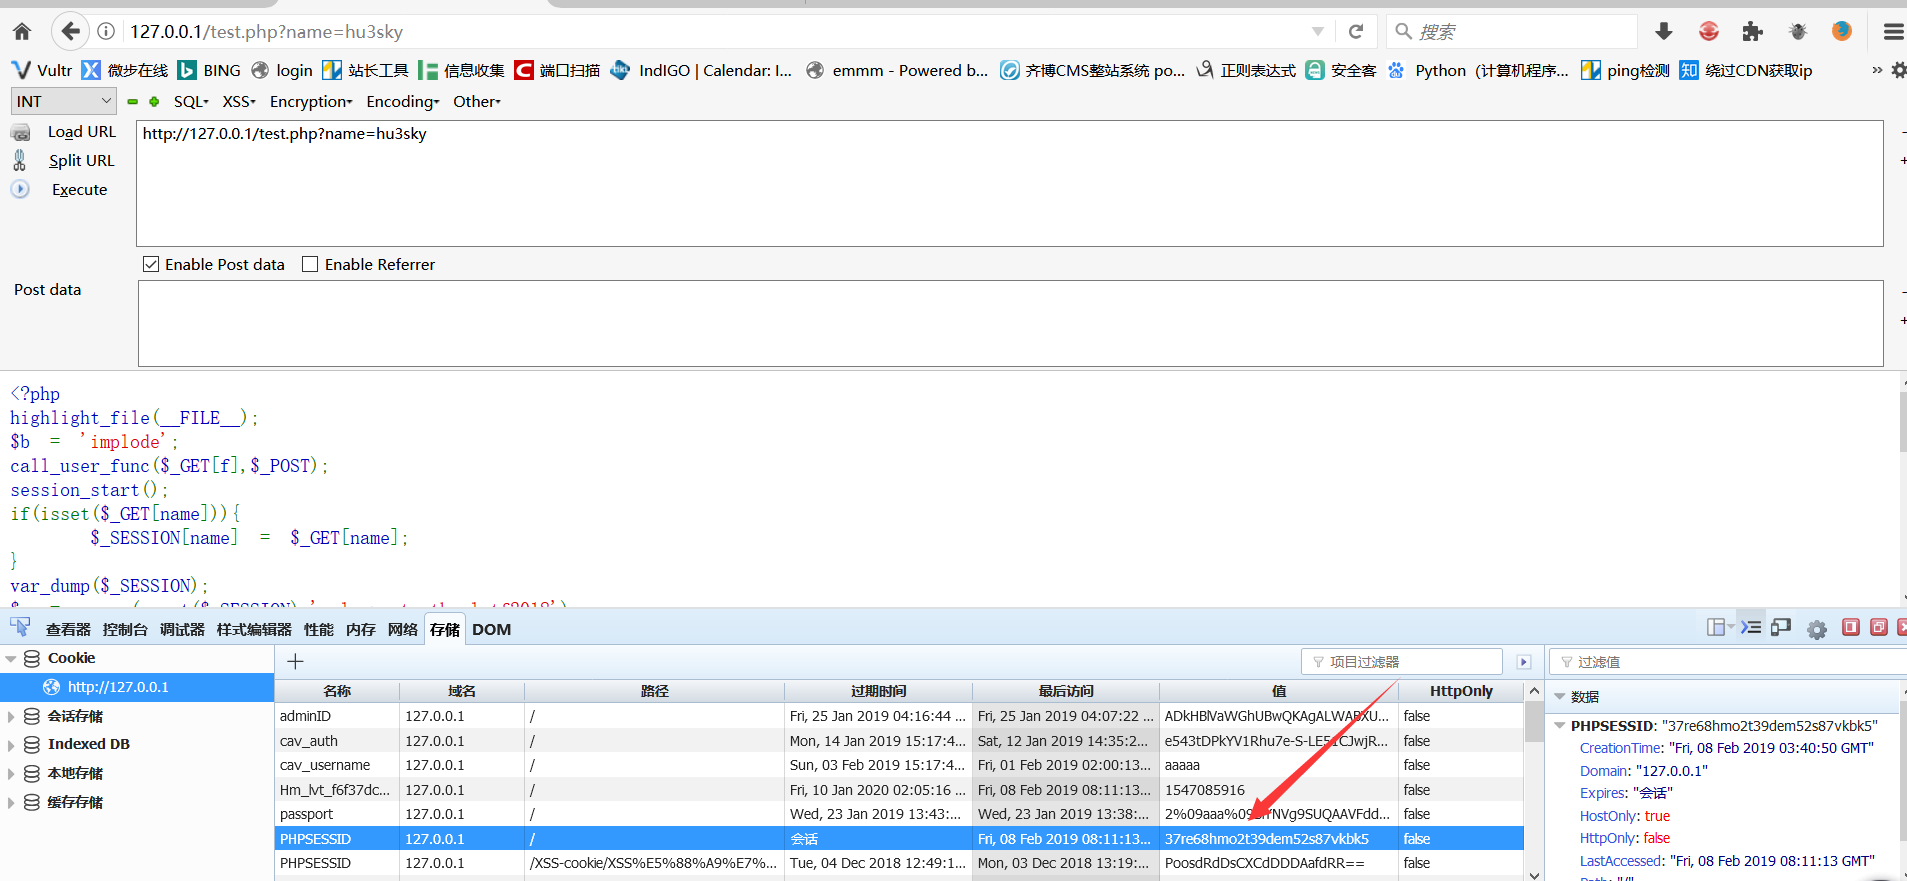 127.0.0.1/test.php?name=hu3sky
搜索
Vultr 微步在线 BING login 站长工具 信息收集 端口扫描 IndIGO | Calendar: I... emmm - Powered b... 齐博CMS整站系统 po... 正则表达式 安全客 Python（计算机程序... ping检测 绕过CDN获取ip »
INT SQL▾ XSS▾ Encryption▾ Encoding▾ Other▾
Load URL
http://127.0.0.1/test.php?name=hu3sky
Split URL
Execute
Enable Post data Enable Referrer
Post data
<?php
highlight_file(__FILE__);
$b = 'implode';
call_user_func($_GET[f],$_POST);
session_start();
if(isset($_GET[name])){
$_SESSION[name] = $_GET[name];
}
var_dump($_SESSION);
查看器 控制台 调试器 样式编辑器 性能 内存 网络 存储 DOM
Cookie
http://127.0.0.1
会话存储
Indexed DB
本地存储
缓存存储
+ 项目过滤器
名称 域名 路径 过期时间 最后访问 值 HttpOnly
adminID 127.0.0.1 / Fri, 25 Jan 2019 04:16:44 ... Fri, 25 Jan 2019 04:07:22 ... false
cav_auth 127.0.0.1 / Mon, 14 Jan 2019 15:17:4... Sat, 12 Jan 2019 14:35:2... false
cav_username 127.0.0.1 / Sun, 03 Feb 2019 15:17:4... Fri, 01 Feb 2019 02:00:13... aaaaa false
Hm_lvt_f6f37dc... 127.0.0.1 / Fri, 10 Jan 2020 02:05:16 ... Fri, 08 Feb 2019 08:11:13... 1547085916 false
passport 127.0.0.1 / Wed, 23 Jan 2019 13:43:... Wed, 23 Jan 2019 13:38:... false
PHPSESSID 127.0.0.1 / 会话 Fri, 08 Feb 2019 08:11:13... 37re68hmo2t39dem52s87vkbk5 false
PHPSESSID 127.0.0.1 /XSS-cookie/XSS%E5%88%A9%E7%... Tue, 04 Dec 2018 12:49:1... Mon, 03 Dec 2018 13:19:... PoosdRdDsCXCdDDDAafdRR== false
过滤值
数据
PHPSESSID: "37re68hmo2t39dem52s87vkbk5"
CreationTime: "Fri, 08 Feb 2019 03:40:50 GMT"
Domain: "127.0.0.1"
Expires: "会话"
HostOnly: true
HttpOnly: false
LastAccessed: "Fri, 08 Feb 2019 08:11:13 GMT"